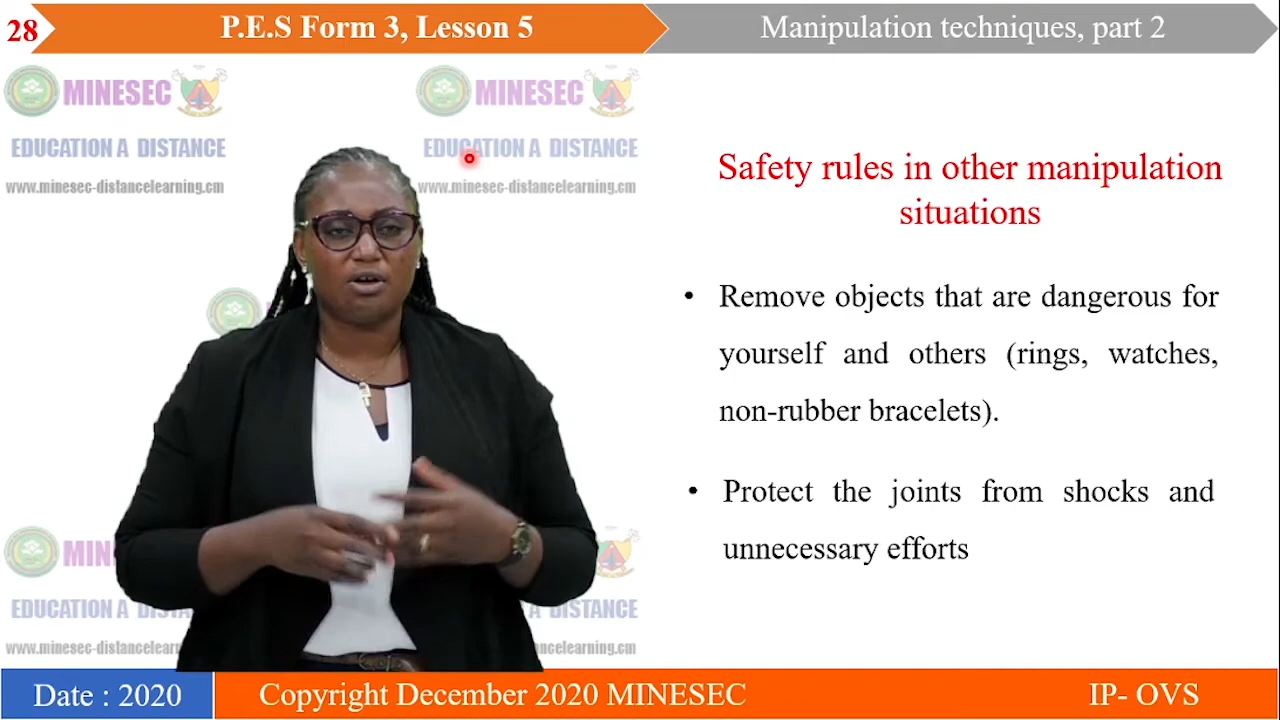 28
P.E.S Form 3, Lesson 5
Manipulation techniques, part 2
MINESEC
MINESEC
EDUCATION A DISTANCE
EDUCATION A DISTANCE
www.minesec-distancelearning.cm
www.minesec-distancelearning.cm
Safety rules in other manipulation
situations
• Remove objects that are dangerous for
yourself and others (rings, watches,
non-rubber bracelets).
• Protect the joints from shocks and
unnecessary efforts
EDUCATION A
DISTANCE
Date : 2020
Copyright December 2020 MINESEC
IP- OVS